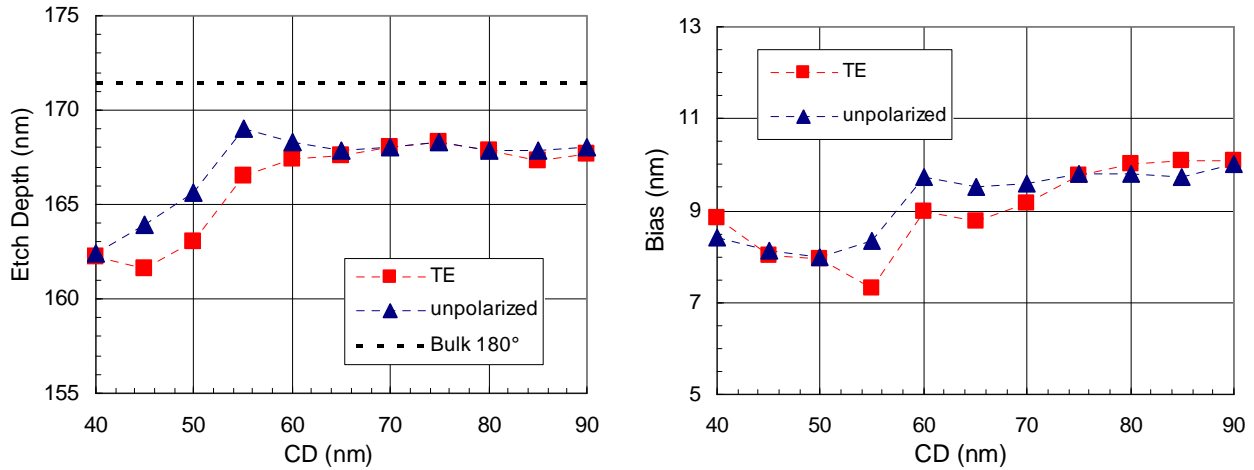 175
170
165
160
155
Etch Depth (nm)
TE
unpolarized
Bulk 180°
40 50 60 70 80 90
CD (nm)
13
11
9
7
5
Bias (nm)
TE
unpolarized
40 50 60 70 80 90
CD (nm)